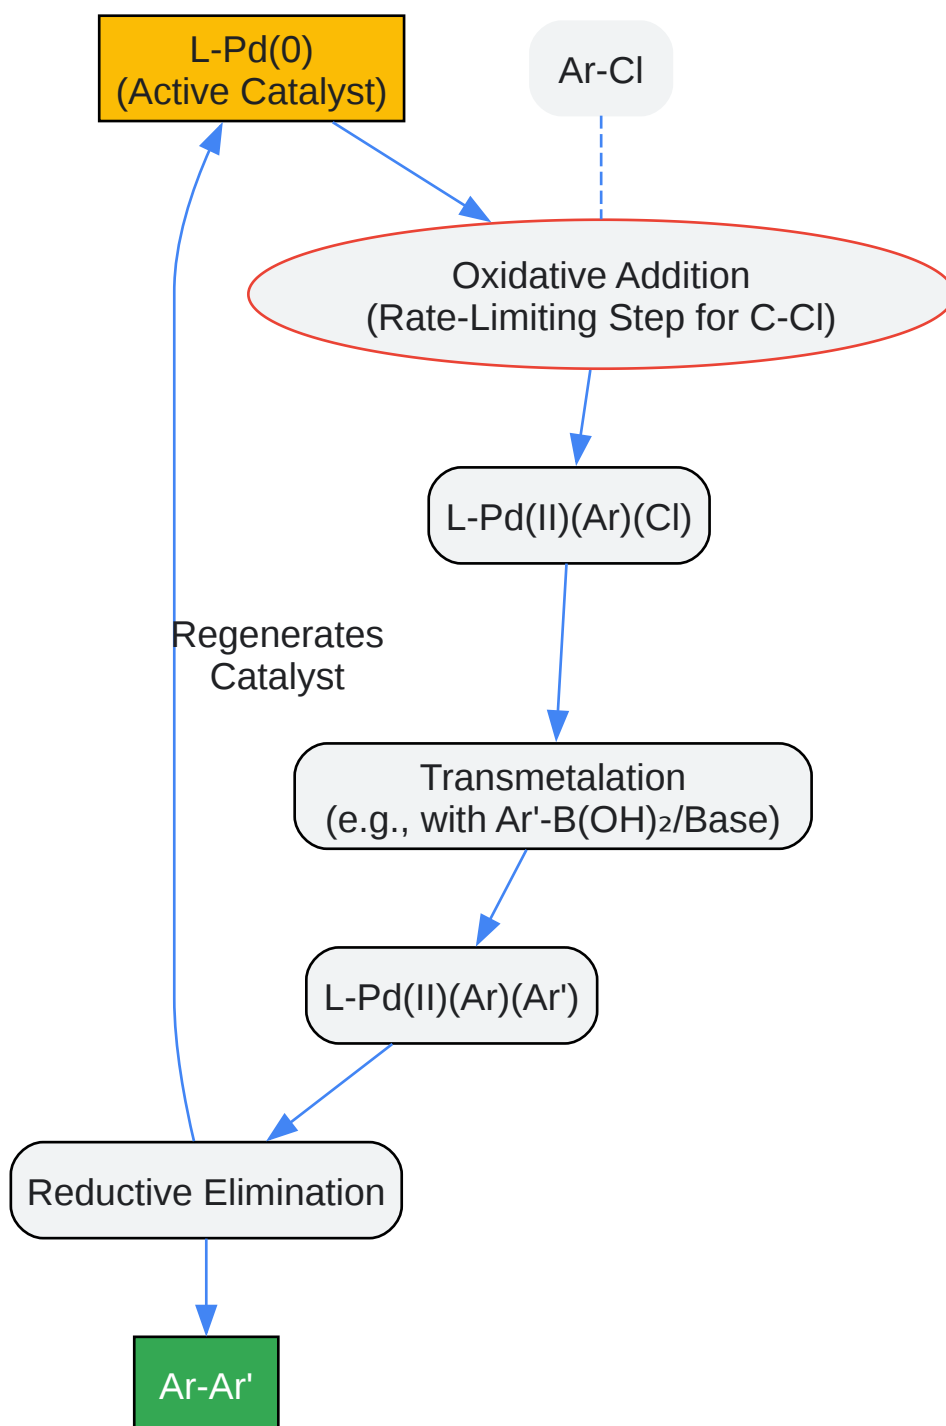 L-Pd(0)
(Active Catalyst)
Ar-Cl
Oxidative Addition
(Rate-Limiting Step for C-Cl)
L-Pd(II)(Ar)(Cl)
Regenerates
Catalyst
Transmetalation
(e.g., with Ar'-B(OH)₂/Base)
L-Pd(II)(Ar)(Ar')
Reductive Elimination
Ar-Ar'